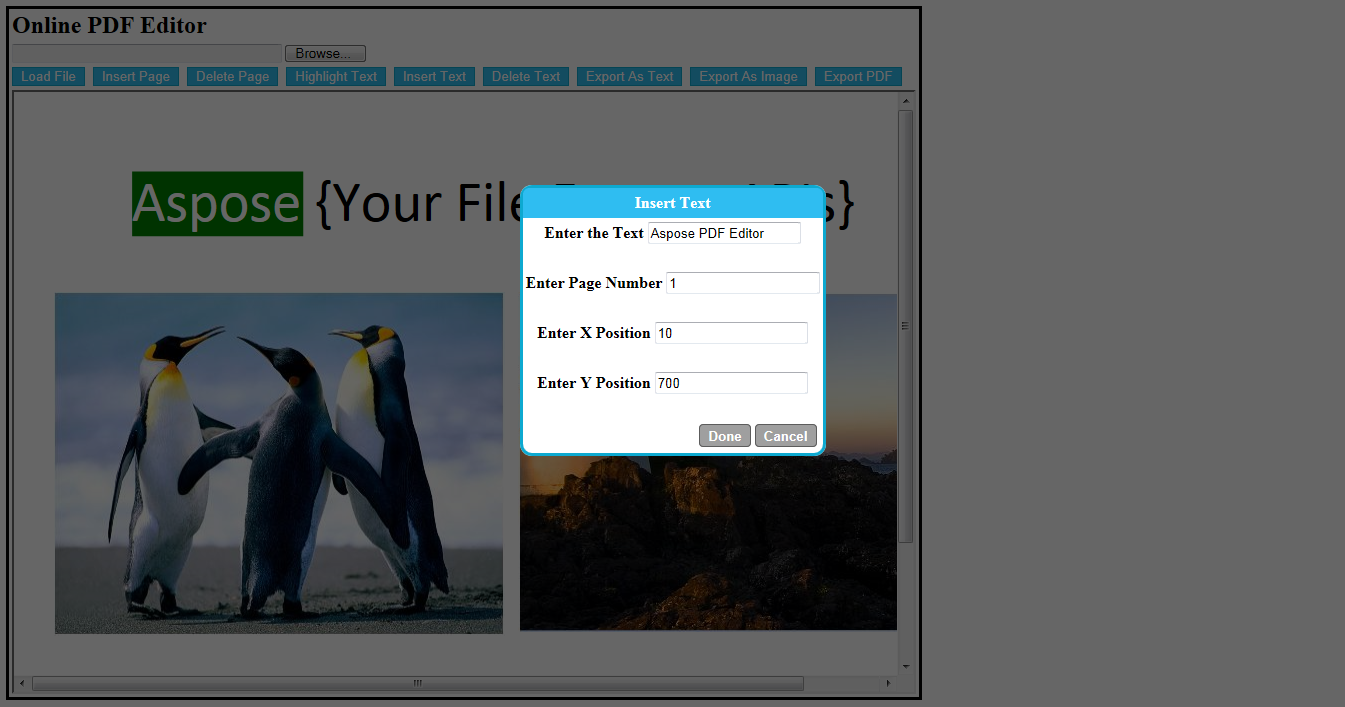 Online PDF Editor
Browse...
Load File Insert Page Delete Page Highlight Text Insert Text Delete Text Export As Text Export As Image Export PDF
Aspose {Your File s}
Insert Text
Enter the Text Aspose PDF Editor
Enter Page Number 1
Enter X Position 10
Enter Y Position 700
Done Cancel